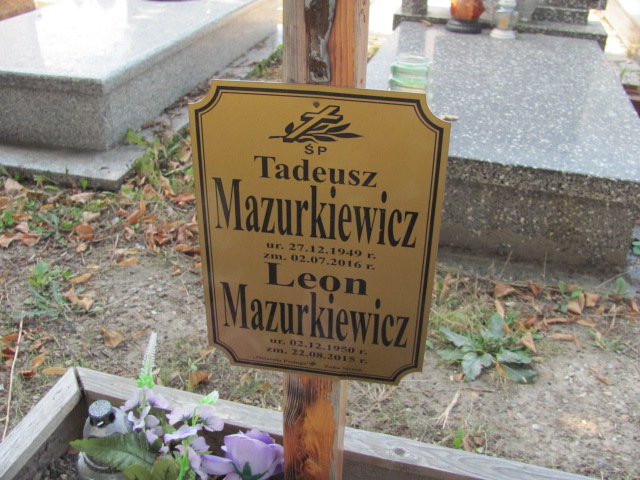 ŚP
Tadeusz
Mazurkiewicz
ur. 27.12.1949 r.
zm. 02.07.2016 r.
Leon
Mazurkiewicz
ur. 02.12.1950 r.
zm. 22.08.2015 r.